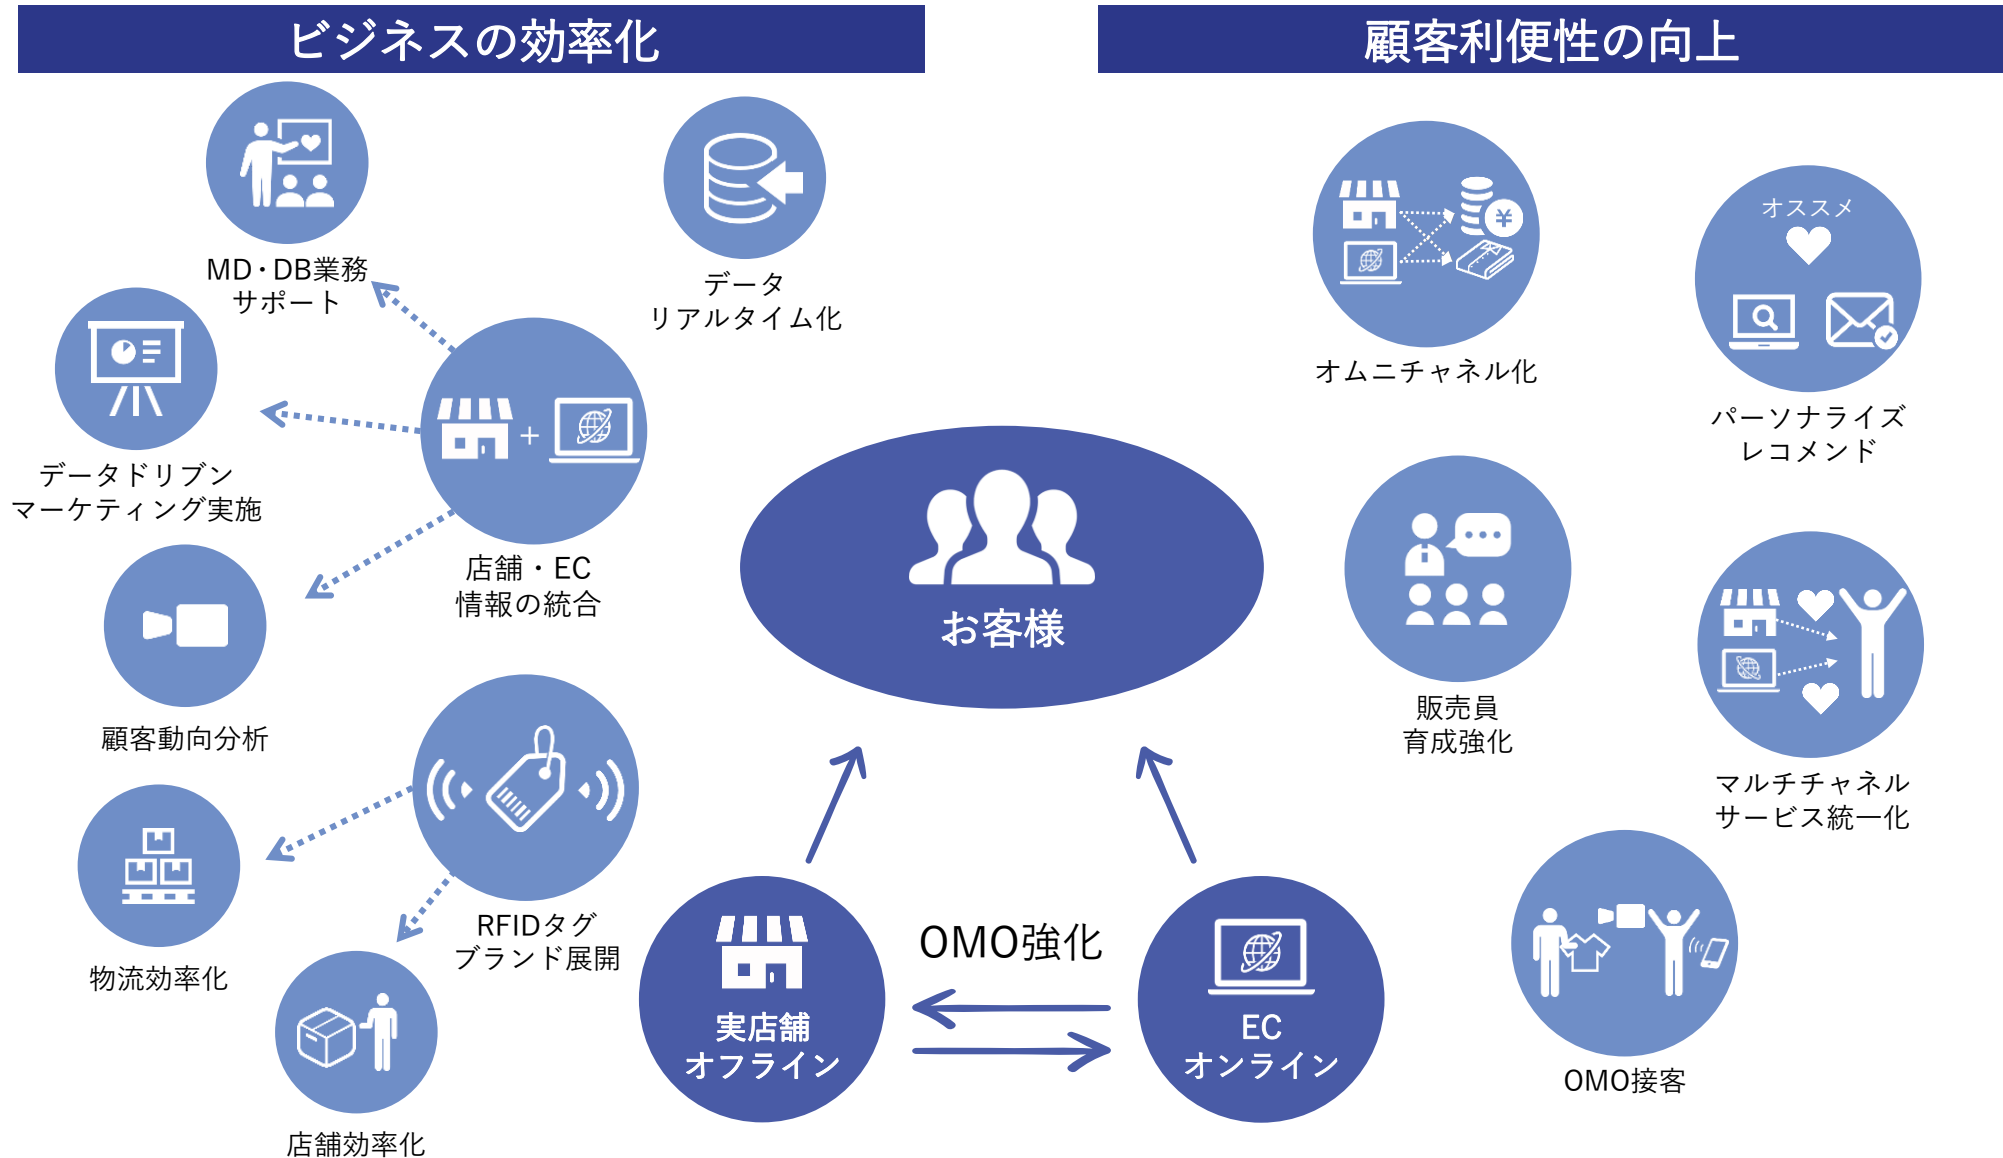 ビジネスの効率化
顧客利便性の向上
MD・DB業務
サポート
データ
リアルタイム化
データドリブン
マーケティング実施
店舗・EC
情報の統合
顧客動向分析
RFIDタグ
ブランド展開
物流効率化
店舗効率化
お客様
実店舗
オフライン
OMO強化
EC
オンライン
オムニチャネル化
オススメ
パーソナライズ
レコメンド
販売員
育成強化
マルチチャネル
サービス統一化
OMO接客